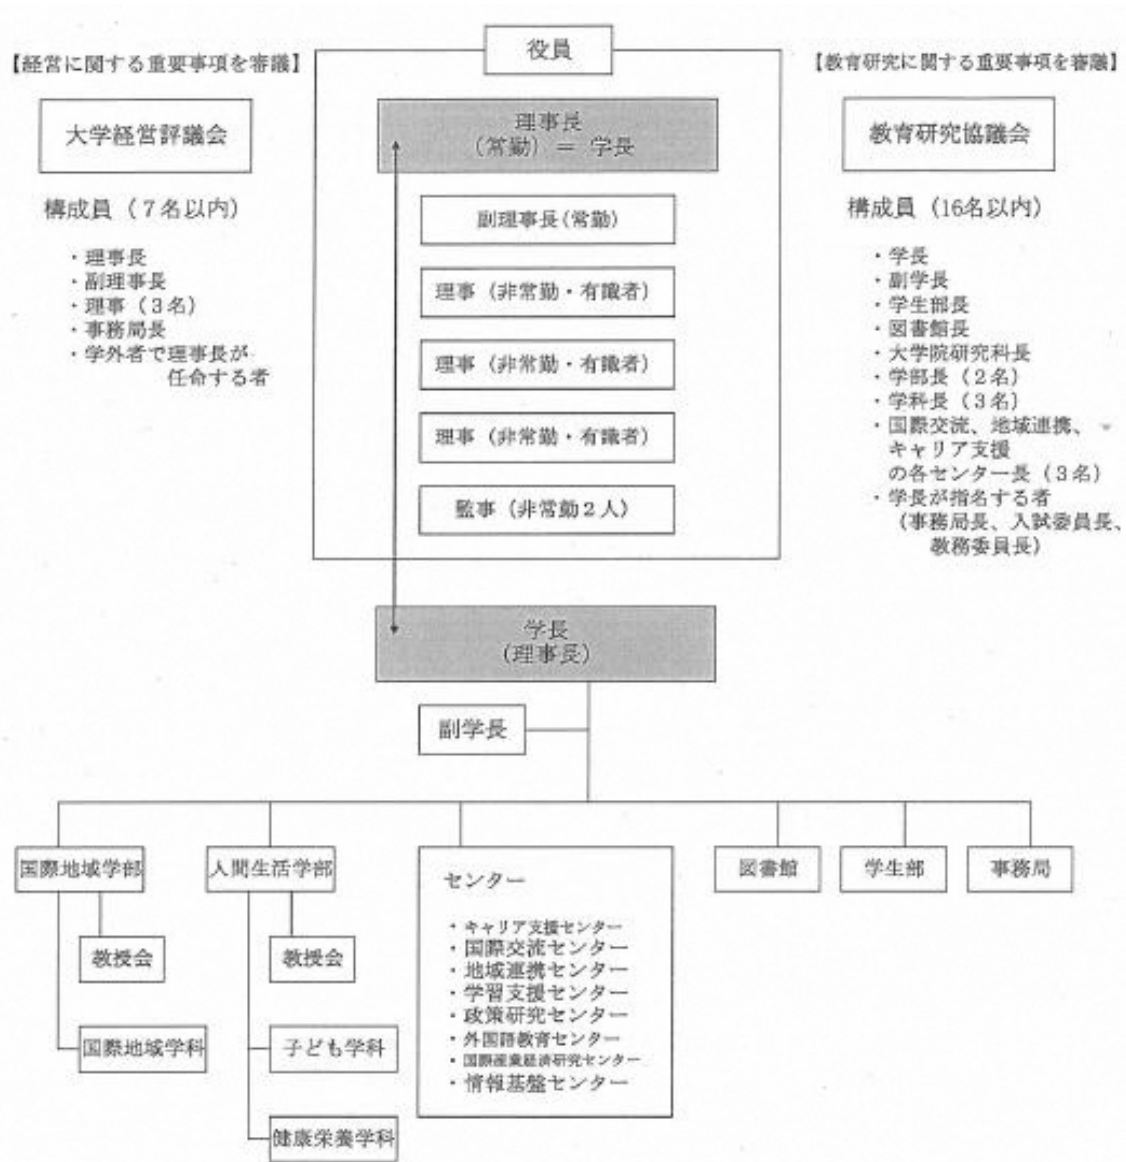 役員
【経営に関する重要事項を審議】
大学経営評議会
構成員（７名以内）
・理事長
・副理事長
・理事（３名）
・事務局長
・学外者で理事長が
任命する者
理事長
（常勤）＝ 学長
副理事長（常勤）
理事（非常勤・有識者）
理事（非常勤・有識者）
理事（非常勤・有識者）
監事（非常勤２人）
【教育研究に関する重要事項を審議】
教育研究協議会
構成員（16名以内）
・学長
・副学長
・学生部長
・図書館長
・大学院研究科長
・学部長（２名）
・学科長（３名）
・国際交流、地域連携、
キャリア支援
の各センター長（３名）
・学長が指名する者
（事務局長、入試委員長、
教務委員長）
学長
（理事長）
副学長
国際地域学部
教授会
国際地域学科
人間生活学部
教授会
子ども学科
健康栄養学科
センター
・キャリア支援センター
・国際交流センター
・地域連携センター
・学習支援センター
・政策研究センター
・外国語教育センター
・国際産業経済研究センター
・情報基盤センター
図書館
学生部
事務局